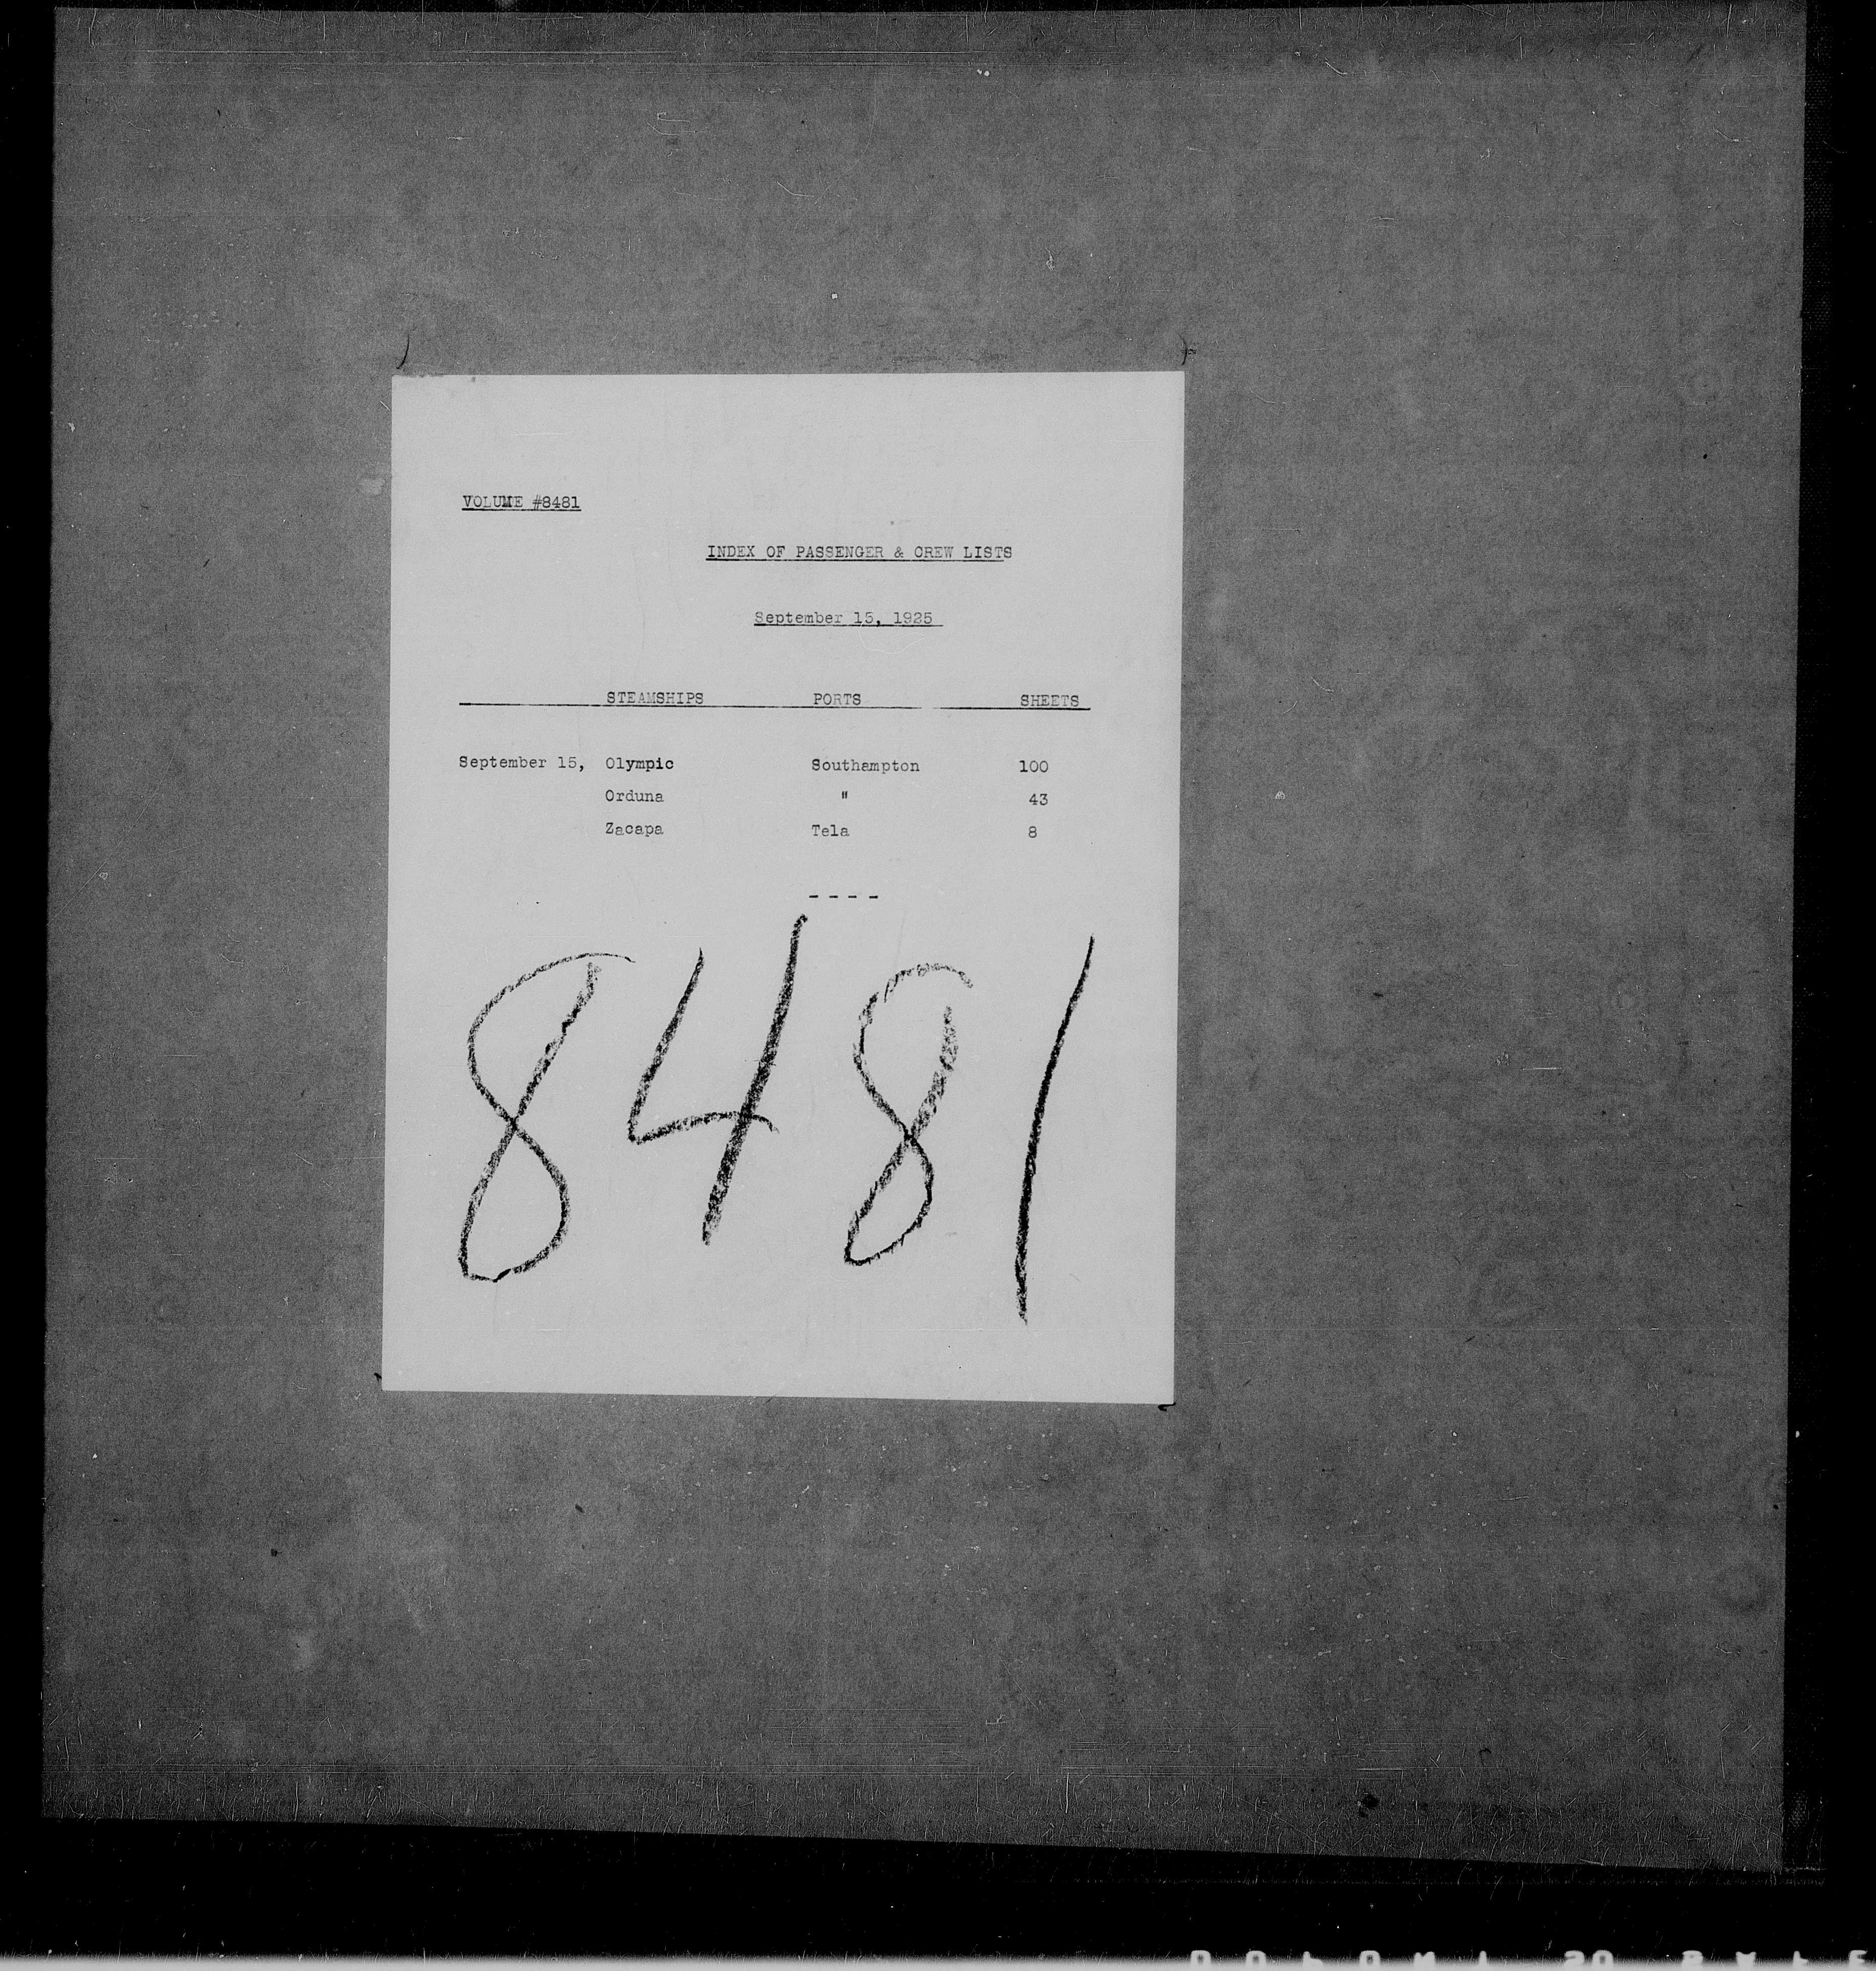 VOLUME #8481
INDEX OF PASSENGER & CREW LISTS
September 15, 1925
STEAMSHIPS PORTS SHEETS
September 15, Olympic Southampton 100
Orduna " 43
Zacapa Tela 8
- - - -
8481